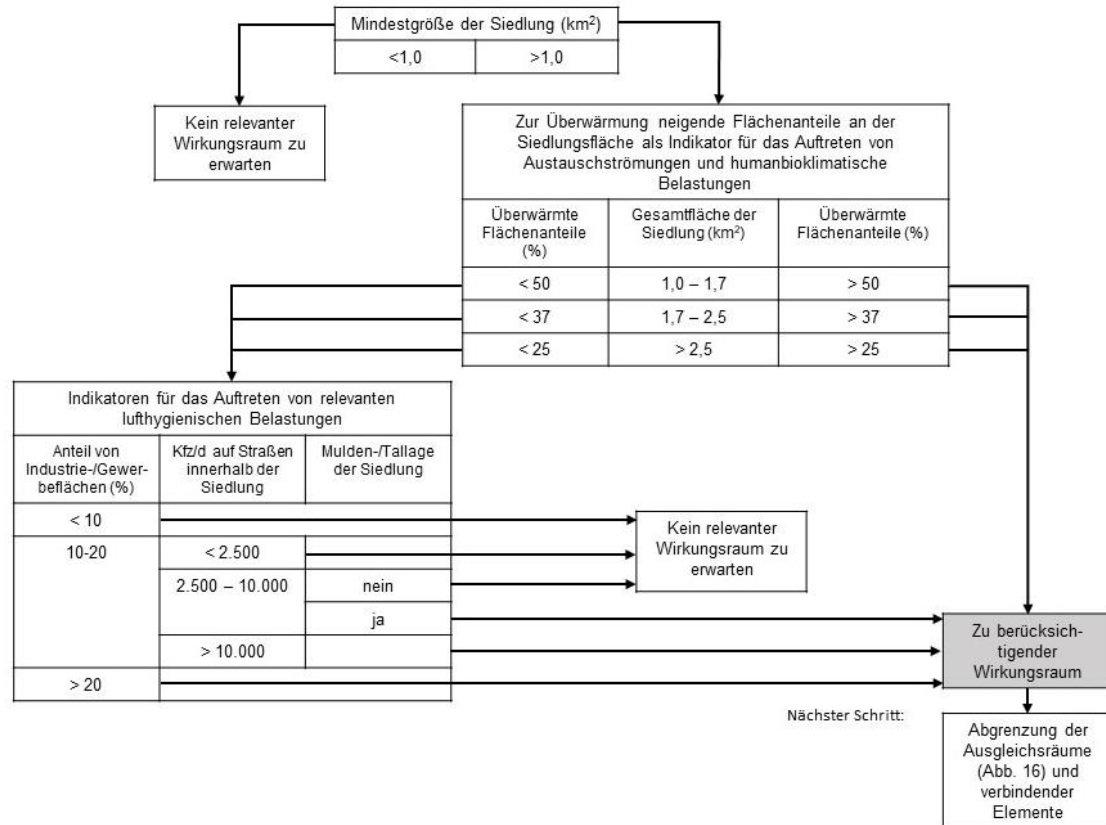 Mindestgröße der Siedlung (km²)
<1,0 >1,0
Kein relevanter
Wirkungsraum zu
erwarten
Zur Überwärmung neigende Flächenanteile an der
Siedlungsfläche als Indikator für das Auftreten von
Austauschströmungen und humanbioklimatische
Belastungen
Überwärmte
Flächenanteile
(%)
Gesamtfläche der
Siedlung (km²)
Überwärmte
Flächenanteile (%)
< 50 1,0 – 1,7 > 50
< 37 1,7 – 2,5 > 37
< 25 > 2,5 > 25
Indikatoren für das Auftreten von relevanten
lufthygienischen Belastungen
Anteil von
Industrie-/Gewer-
beflächen (%)
Kfz/d auf Straßen
innerhalb der
Siedlung
Mulden-/Tallage
der Siedlung
< 10
10-20 < 2.500
2.500 – 10.000 nein
ja
> 10.000
> 20
Kein relevanter
Wirkungsraum zu
erwarten
Zu berücksich-
tigender
Wirkungsraum
Nächster Schritt:
Abgrenzung der
Ausgleichsräume
(Abb. 16) und
verbindender
Elemente